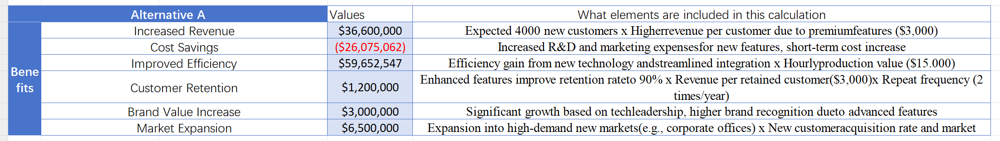 Alternative A Values What elements are included in this calculation
Bene
fits
Increased Revenue $36,600,000 Expected 4000 new customers x Higherrevenue per customer due to premiumfeatures ($3,000)
Cost Savings ($26,075,062) Increased R&D and marketing expensesfor new features, short-term cost increase
Improved Efficiency $59,652,547 Efficiency gain from new technology andstreamlined integration x Hourlyproduction value ($15.000)
Customer Retention $1,200,000 Enhanced features improve retention rateto 90% x Revenue per retained customer($3,000)x Repeat frequency (2
times/year)
Brand Value Increase $3,000,000 Significant growth based on techleadership, higher brand recognition dueto advanced features
Market Expansion $6,500,000 Expansion into high-demand new markets(e.g., corporate offices) x New customeracquisition rate and market